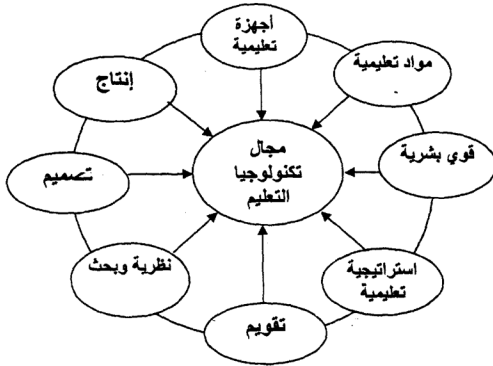 أجهزة
تعليمية
مواد تعليمية
قوي بشرية
استراتيجية
تعليمية
تقويم
نظرية وبحث
تصميم
إنتاج
مجال
تكنولوجيا
التعليم